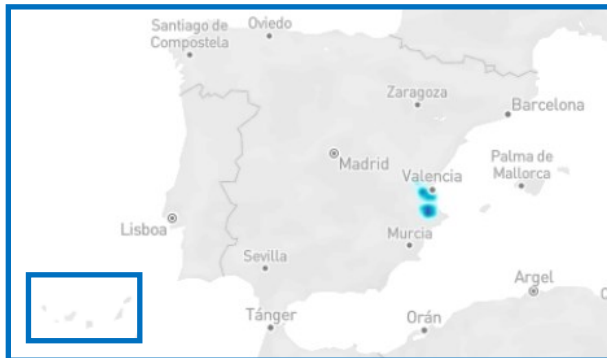 Santiago de
Compostela
Oviedo
Zaragoza
Barcelona
Madrid
Palma de
Mallorca
Valencia
Lisboa
Murcia
Sevilla
Argel
Tánger
Orán